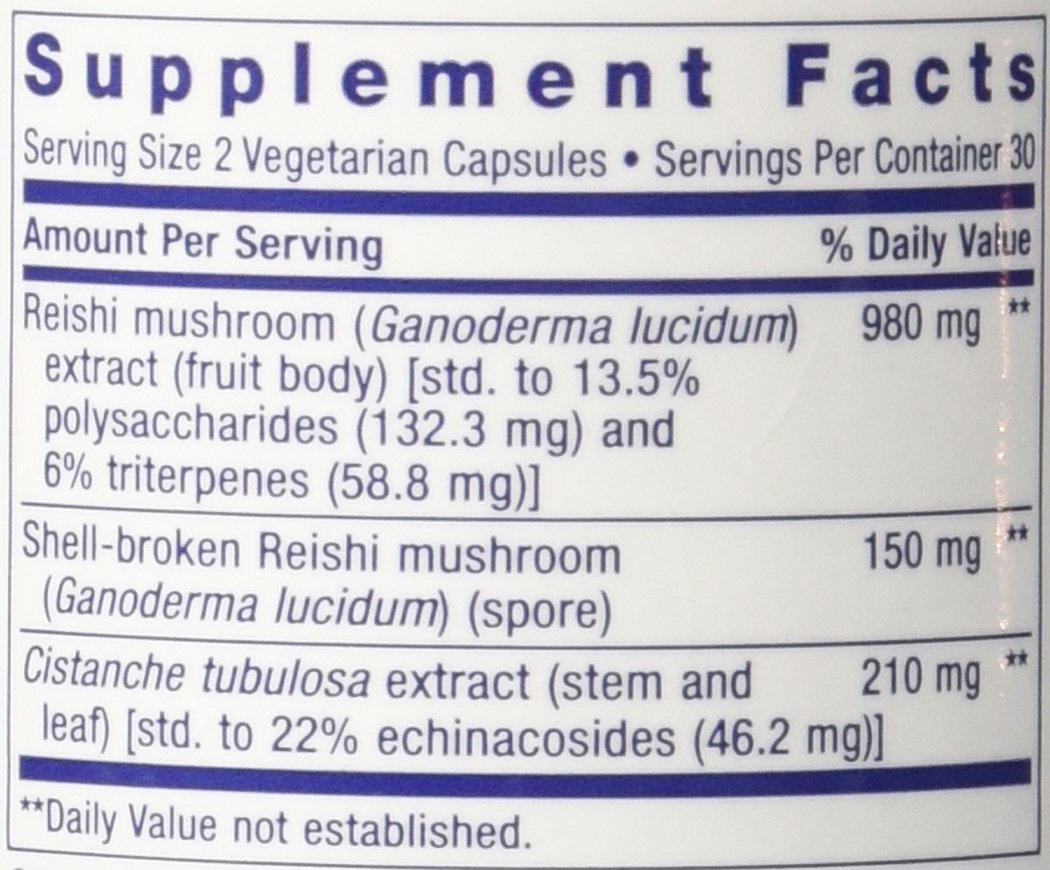 Supplement Facts
Serving Size 2 Vegetarian Capsules • Servings Per Container 30
Amount Per Serving % Daily Value
Reishi mushroom (Ganoderma lucidum) 980 mg **
extract (fruit body) [std. to 13.5%
polysaccharides (132.3 mg) and
6% triterpenes (58.8 mg)]
Shell-broken Reishi mushroom 150 mg **
(Ganoderma lucidum) (spore)
Cistanche tubulosa extract (stem and 210 mg **
leaf) [std. to 22% echinacosides (46.2 mg)]
**Daily Value not established.